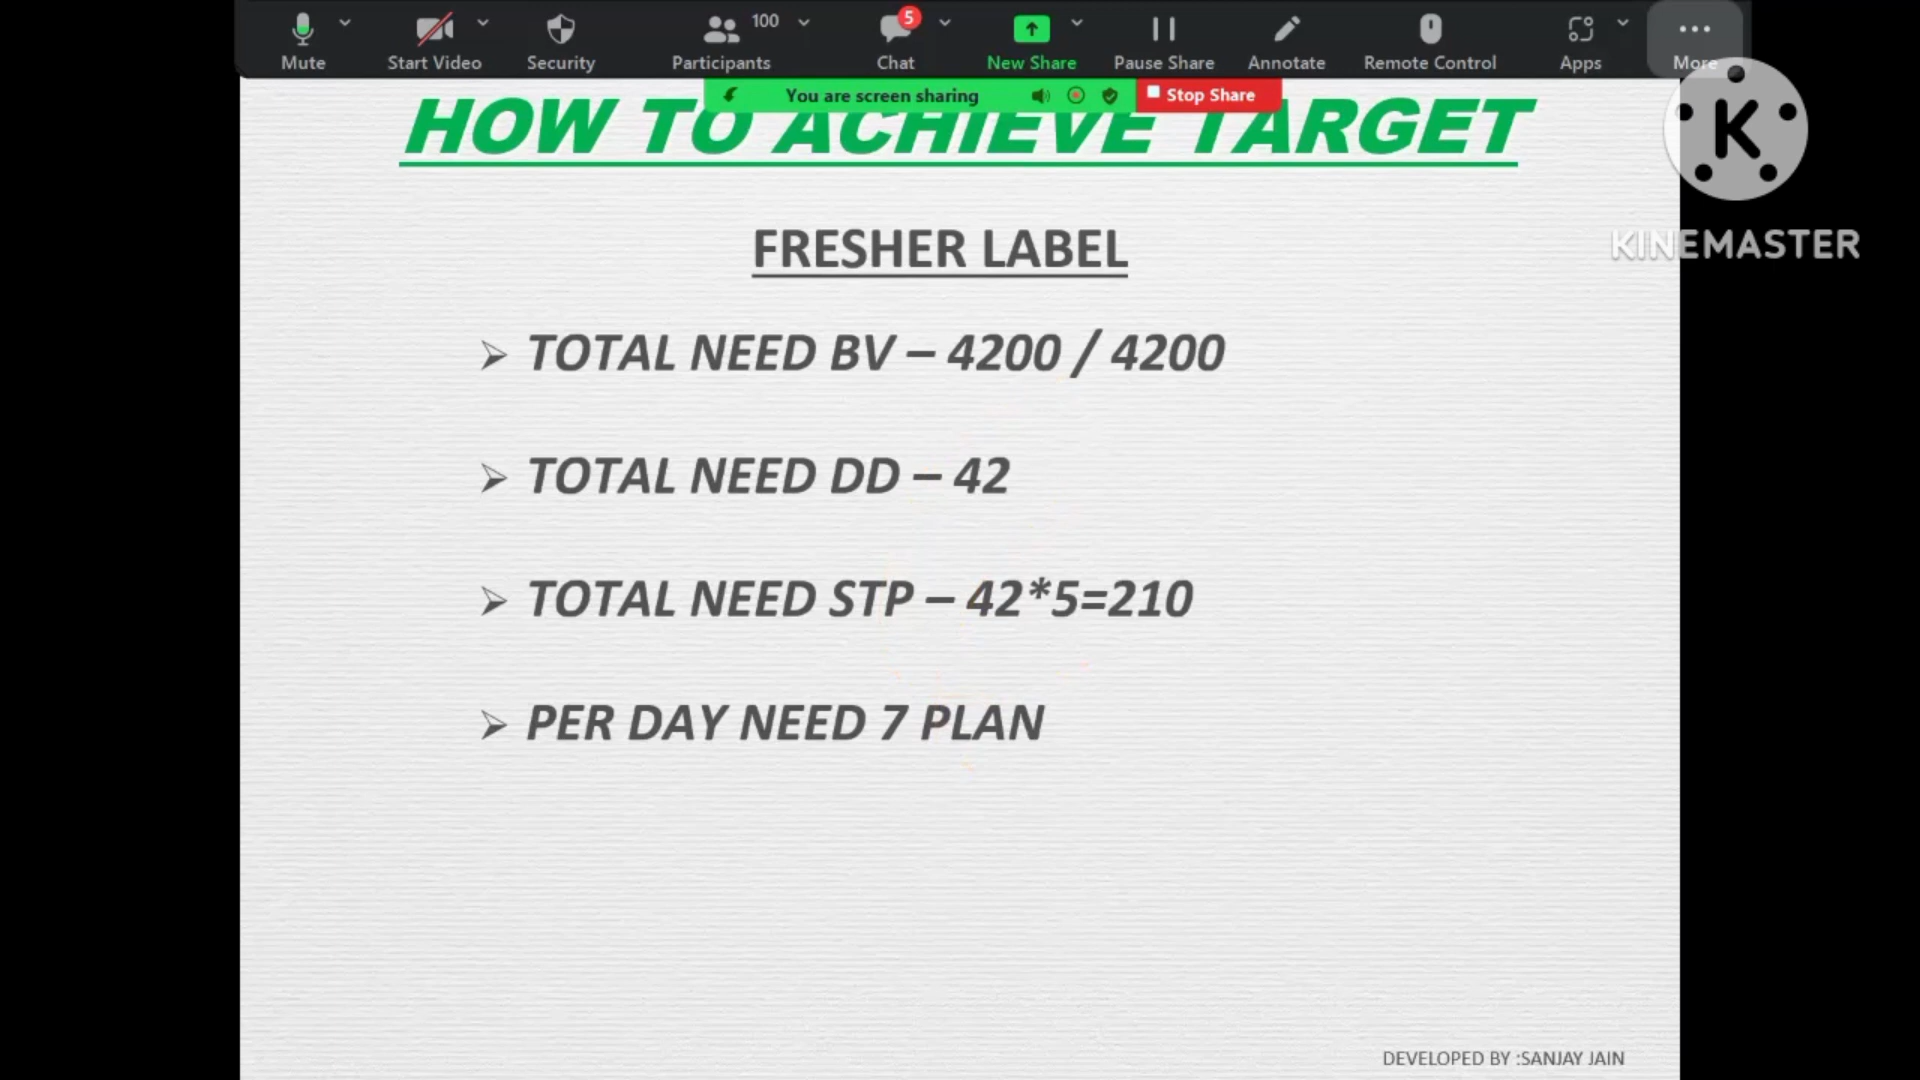 Mute
Start Video
Security
Participants 100
Chat 5
New Share
Pause Share
Annotate
Remote Control
Apps
More
You are screen sharing
Stop Share
HOW TO ACHIEVE TARGET
K
KINEMASTER
FRESHER LABEL
➢ TOTAL NEED BV – 4200 / 4200
➢ TOTAL NEED DD – 42
➢ TOTAL NEED STP – 42*5=210
➢ PER DAY NEED 7 PLAN
DEVELOPED BY :SANJAY JAIN